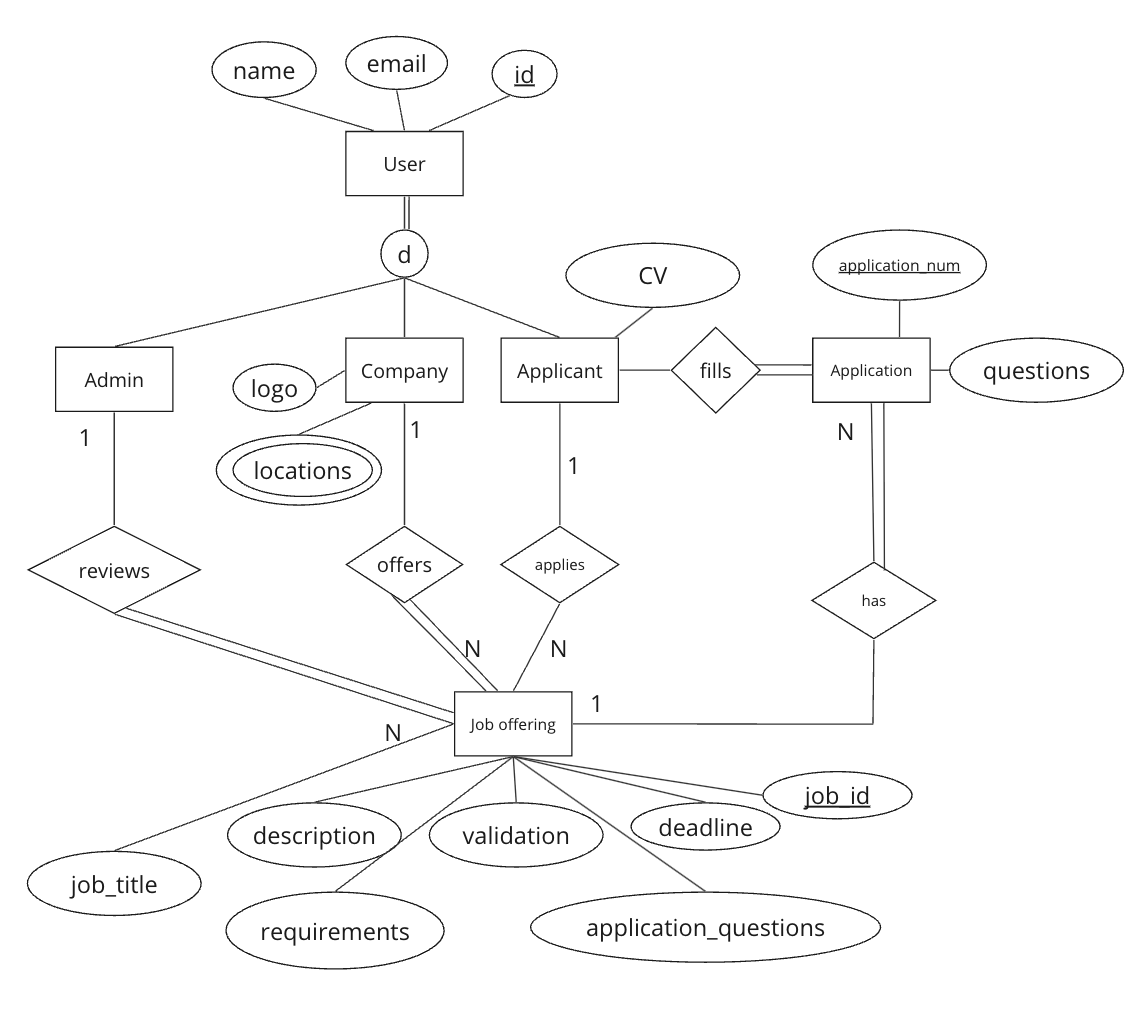 name
email
id
User
d
CV
application_num
Admin
logo
Company
Applicant
fills
Application
questions
1
1
N
locations
1
reviews
offers
applies
has
N
N
1
Job offering
N
job_id
description
validation
deadline
job_title
requirements
application_questions